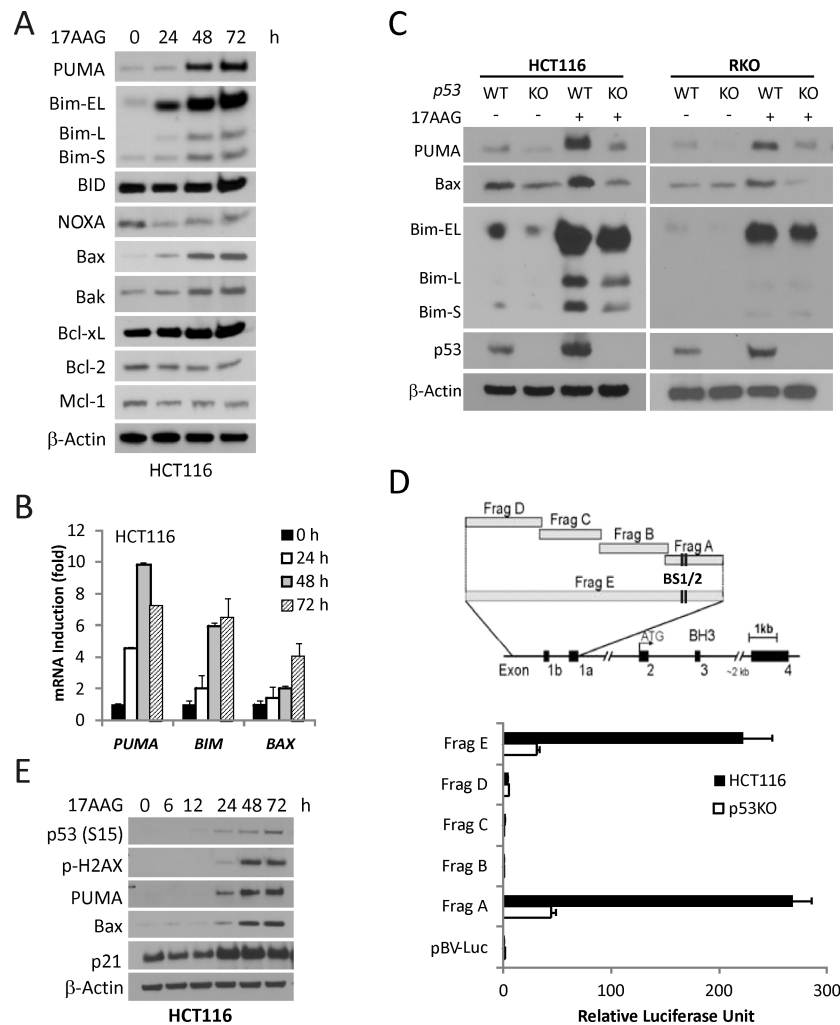 A
17AAG 0 24 48 72 h
PUMA
Bim-EL
Bim-L
Bim-S
BID
NOXA
Bax
Bak
Bcl-xL
Bcl-2
Mcl-1
β-Actin
HCT116
B
HCT116
mRNA Induction (fold)
12
10
8
6
4
2
0
0 h
24 h
48 h
72 h
PUMA BIM BAX
C
HCT116 RKO
p53 WT KO WT KO WT KO WT KO
17AAG - - + + - - + +
PUMA
Bax
Bim-EL
Bim-L
Bim-S
p53
β-Actin
D
Frag D
Frag C
Frag B
Frag A
BS1/2
Frag E
ATG BH3 1kb
Exon 1b 1a 2 3 ~2 kb 4
Frag E
Frag D
Frag C
Frag B
Frag A
pBV-Luc
HCT116
p53KO
0 100 200 300
Relative Luciferase Unit
E
17AAG 0 6 12 24 48 72 h
p53 (S15)
p-H2AX
PUMA
Bax
p21
β-Actin
HCT116